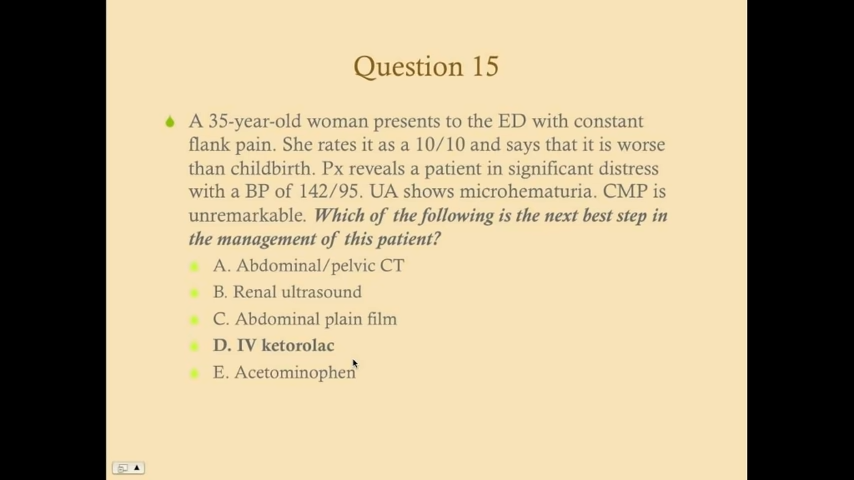 Question 15
A 35-year-old woman presents to the ED with constant
flank pain. She rates it as a 10/10 and says that it is worse
than childbirth. Px reveals a patient in significant distress
with a BP of 142/95. UA shows microhematuria. CMP is
unremarkable. Which of the following is the next best step in
the management of this patient?
A. Abdominal/pelvic CT
B. Renal ultrasound
C. Abdominal plain film
D. IV ketorolac
E. Acetominophen